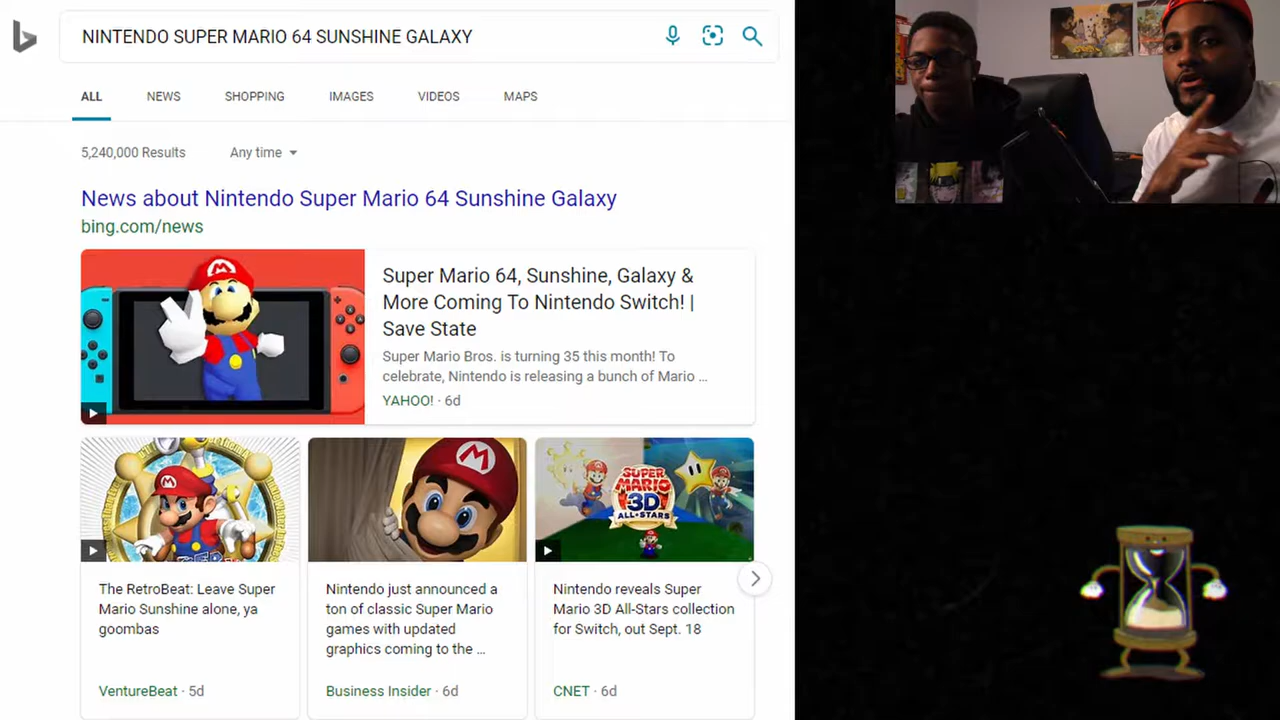 NINTENDO SUPER MARIO 64 SUNSHINE GALAXY
ALL NEWS SHOPPING IMAGES VIDEOS MAPS
5,240,000 Results Any time
News about Nintendo Super Mario 64 Sunshine Galaxy
bing.com/news
Super Mario 64, Sunshine, Galaxy &
More Coming To Nintendo Switch! |
Save State
Super Mario Bros. is turning 35 this month! To
celebrate, Nintendo is releasing a bunch of Mario ...
YAHOO! · 6d
SUPER
MARIO
3D
ALL-STARS
The RetroBeat: Leave Super
Mario Sunshine alone, ya
goombas
VentureBeat · 5d
Nintendo just announced a
ton of classic Super Mario
games with updated
graphics coming to the ...
Business Insider · 6d
Nintendo reveals Super
Mario 3D All-Stars collection
for Switch, out Sept. 18
CNET · 6d